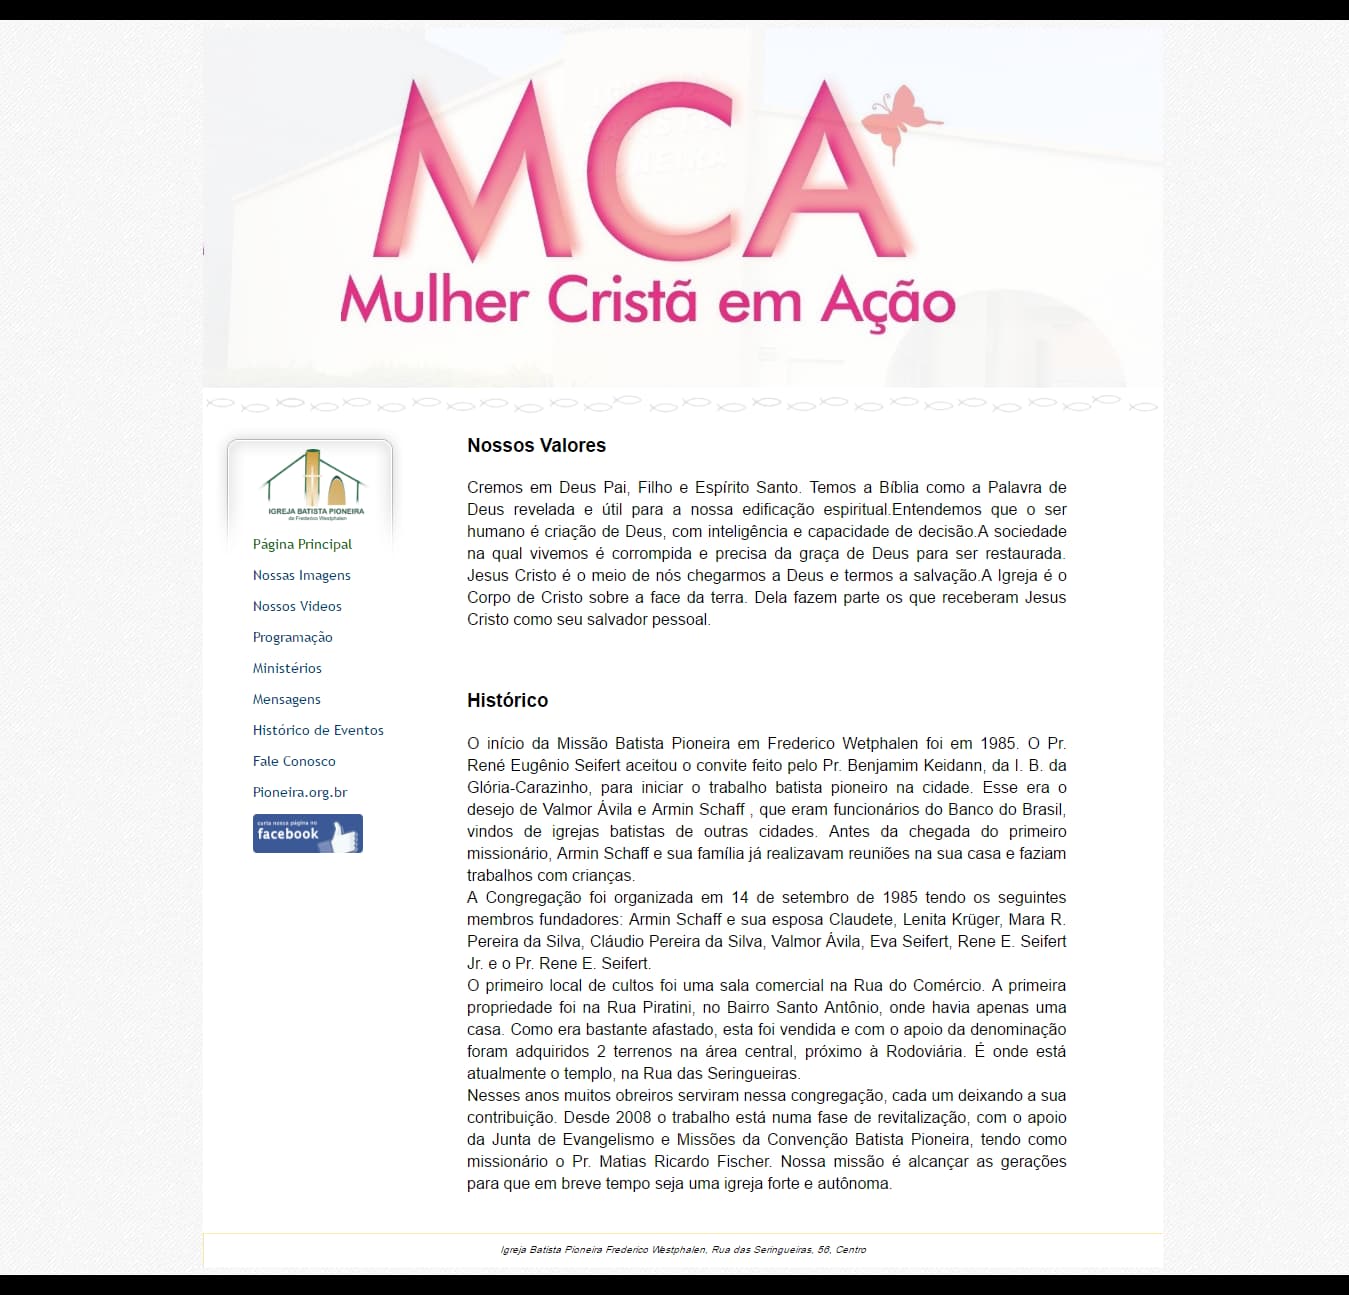 MCA
Mulher Cristã em Ação
IGREJA BATISTA PIONEIRA
de Frederico Westphalen
Página Principal
Nossas Imagens
Nossos Videos
Programação
Ministérios
Mensagens
Histórico de Eventos
Fale Conosco
Pioneira.org.br
curta nossa página no
facebook
Nossos Valores
Cremos em Deus Pai, Filho e Espírito Santo. Temos a Bíblia como a Palavra de
Deus revelada e útil para a nossa edificação espiritual.Entendemos que o ser
humano é criação de Deus, com inteligência e capacidade de decisão.A sociedade
na qual vivemos é corrompida e precisa da graça de Deus para ser restaurada.
Jesus Cristo é o meio de nós chegarmos a Deus e termos a salvação.A Igreja é o
Corpo de Cristo sobre a face da terra. Dela fazem parte os que receberam Jesus
Cristo como seu salvador pessoal.
Histórico
O início da Missão Batista Pioneira em Frederico Wetphalen foi em 1985. O Pr.
René Eugênio Seifert aceitou o convite feito pelo Pr. Benjamim Keidann, da I. B. da
Glória-Carazinho, para iniciar o trabalho batista pioneiro na cidade. Esse era o
desejo de Valmor Ávila e Armin Schaff , que eram funcionários do Banco do Brasil,
vindos de igrejas batistas de outras cidades. Antes da chegada do primeiro
missionário, Armin Schaff e sua família já realizavam reuniões na sua casa e faziam
trabalhos com crianças.
A Congregação foi organizada em 14 de setembro de 1985 tendo os seguintes
membros fundadores: Armin Schaff e sua esposa Claudete, Lenita Krüger, Mara R.
Pereira da Silva, Cláudio Pereira da Silva, Valmor Ávila, Eva Seifert, Rene E. Seifert
Jr. e o Pr. Rene E. Seifert.
O primeiro local de cultos foi uma sala comercial na Rua do Comércio. A primeira
propriedade foi na Rua Piratini, no Bairro Santo Antônio, onde havia apenas uma
casa. Como era bastante afastado, esta foi vendida e com o apoio da denominação
foram adquiridos 2 terrenos na área central, próximo à Rodoviária. É onde está
atualmente o templo, na Rua das Seringueiras.
Nesses anos muitos obreiros serviram nessa congregação, cada um deixando a sua
contribuição. Desde 2008 o trabalho está numa fase de revitalização, com o apoio
da Junta de Evangelismo e Missões da Convenção Batista Pioneira, tendo como
missionário o Pr. Matias Ricardo Fischer. Nossa missão é alcançar as gerações
para que em breve tempo seja uma igreja forte e autônoma.
Igreja Batista Pioneira Frederico Westphalen, Rua das Seringueiras, 56, Centro